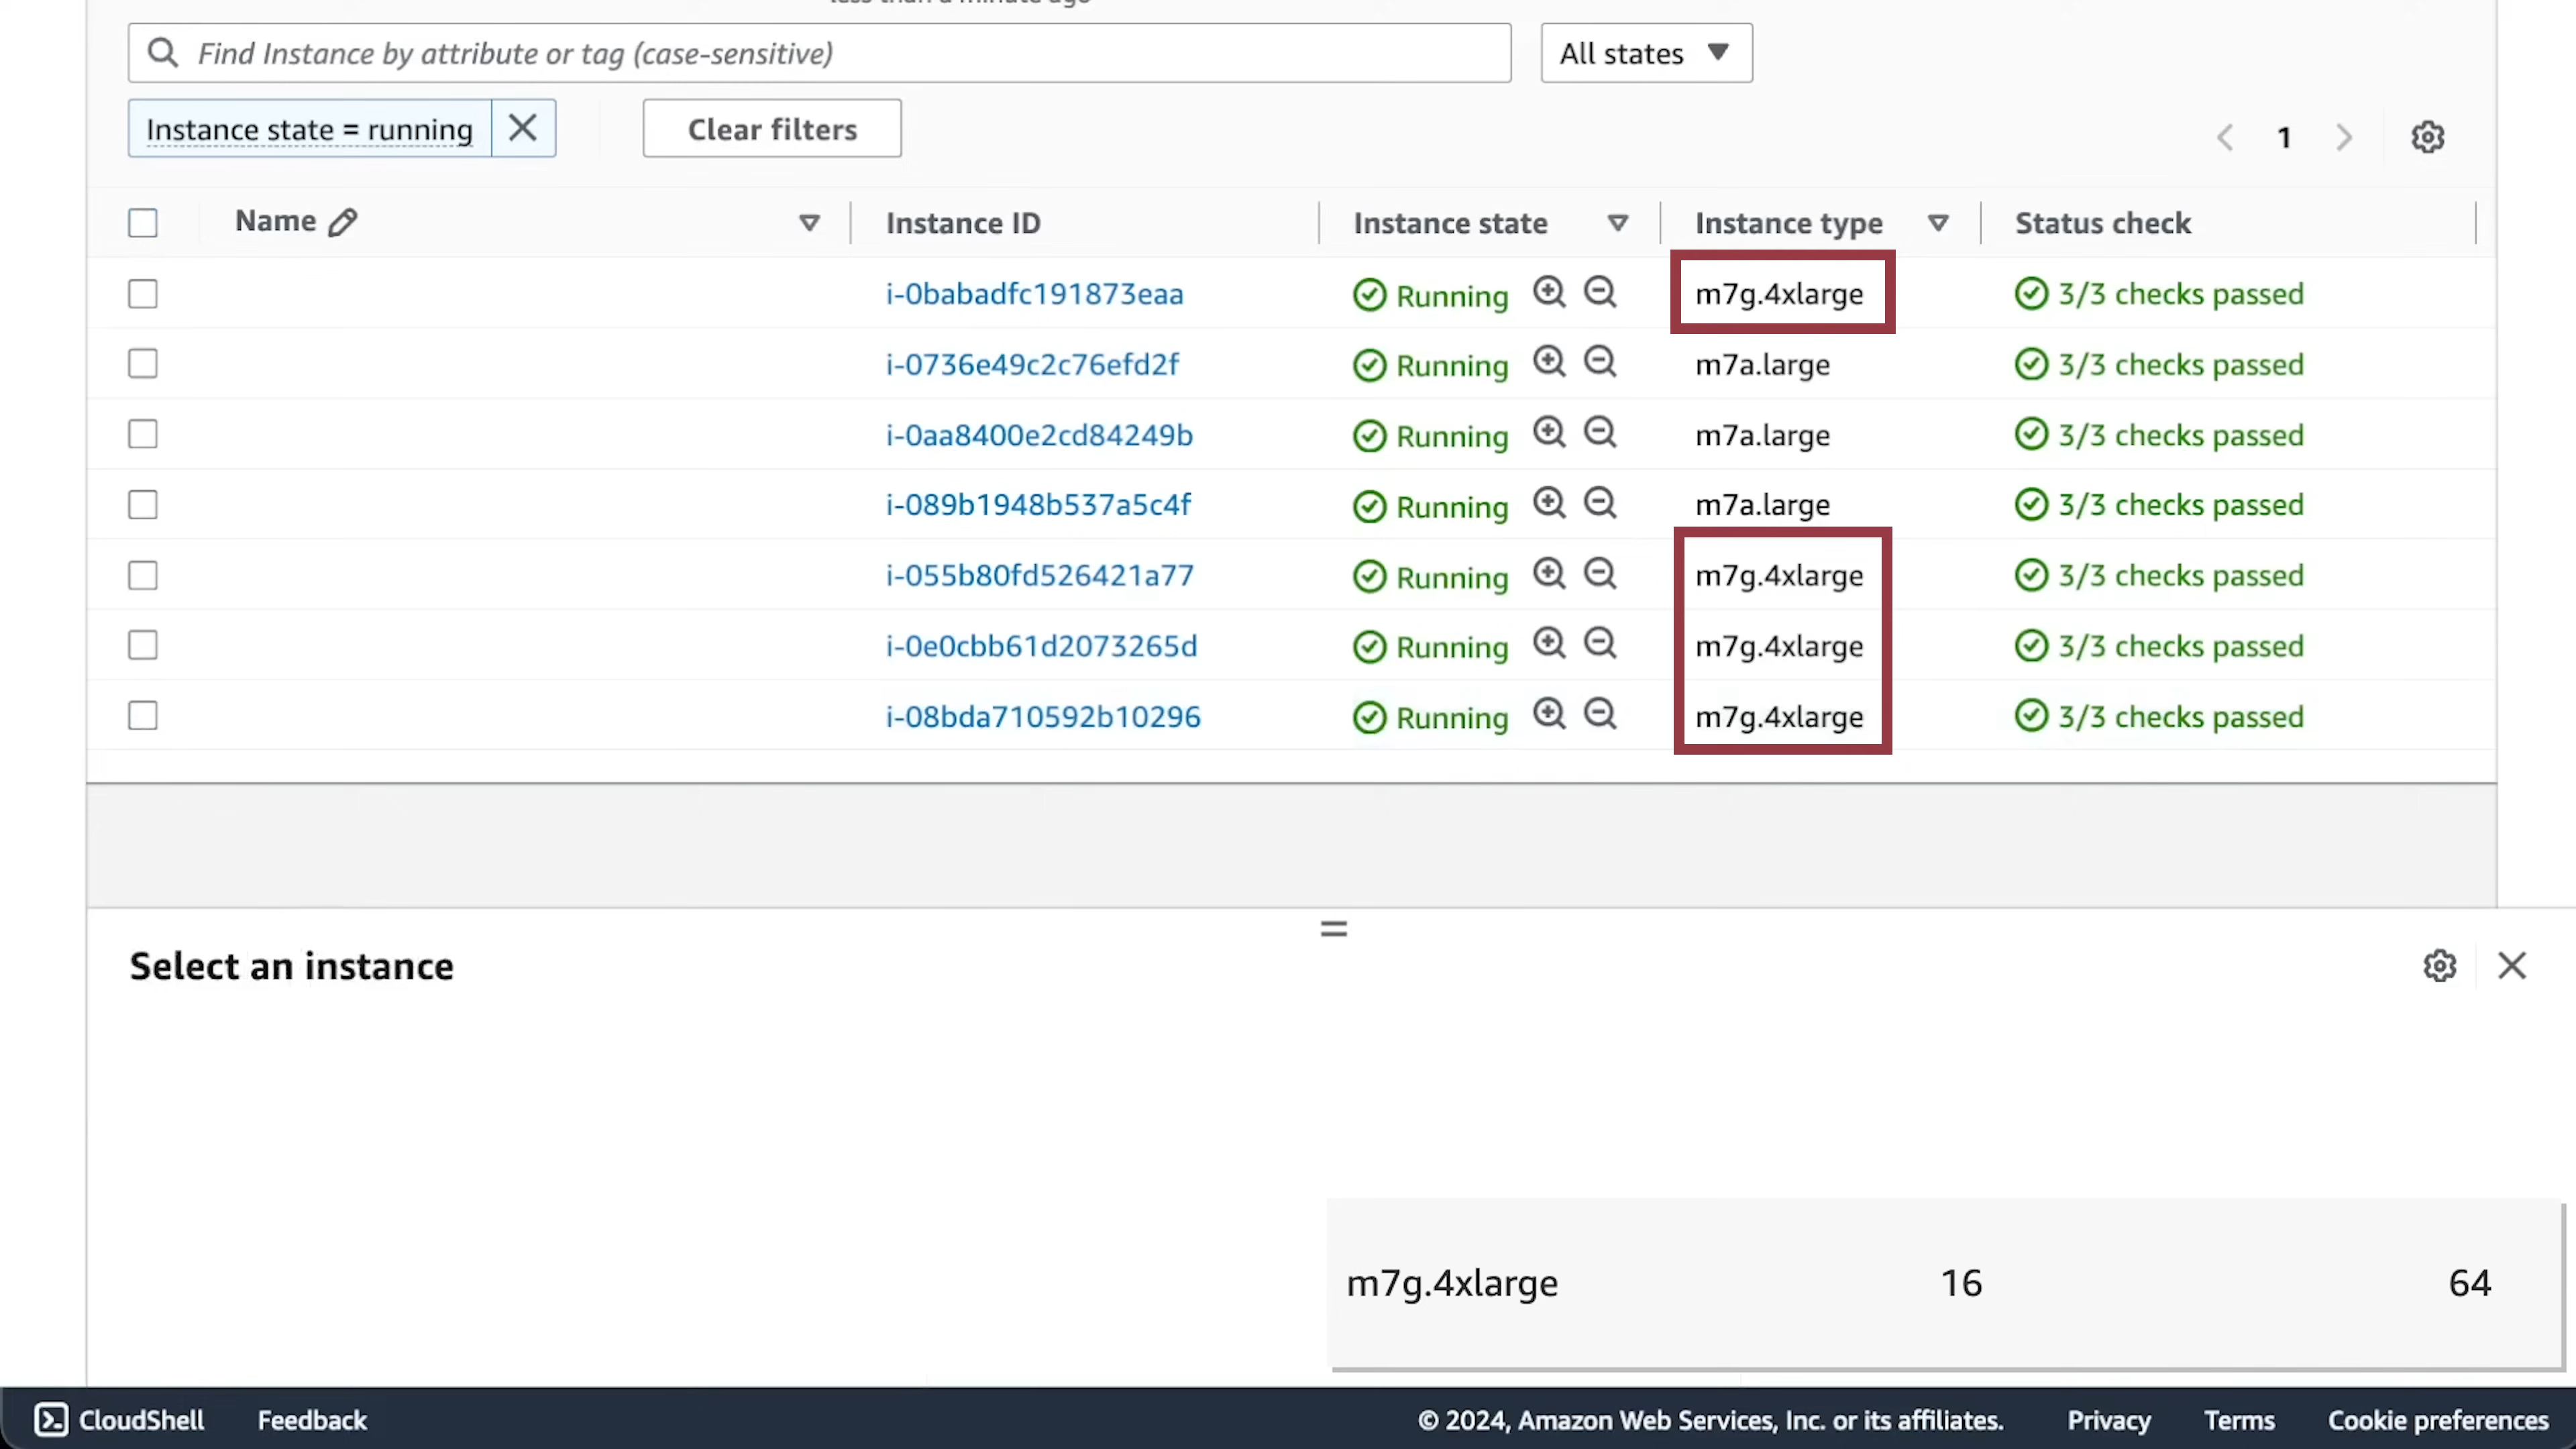 less than a minute ago
Find Instance by attribute or tag (case-sensitive)
All states
Instance state = running
Clear filters
1
Name Instance ID Instance state Instance type Status check
i-0babadfc191873eaa Running m7g.4xlarge 3/3 checks passed
i-0736e49c2c76efd2f Running m7a.large 3/3 checks passed
i-0aa8400e2cd84249b Running m7a.large 3/3 checks passed
i-089b1948b537a5c4f Running m7a.large 3/3 checks passed
i-055b80fd526421a77 Running m7g.4xlarge 3/3 checks passed
i-0e0cbb61d2073265d Running m7g.4xlarge 3/3 checks passed
i-08bda710592b10296 Running m7g.4xlarge 3/3 checks passed
Select an instance
m7g.4xlarge 16 64
CloudShell Feedback © 2024, Amazon Web Services, Inc. or its affiliates. Privacy Terms Cookie preferences